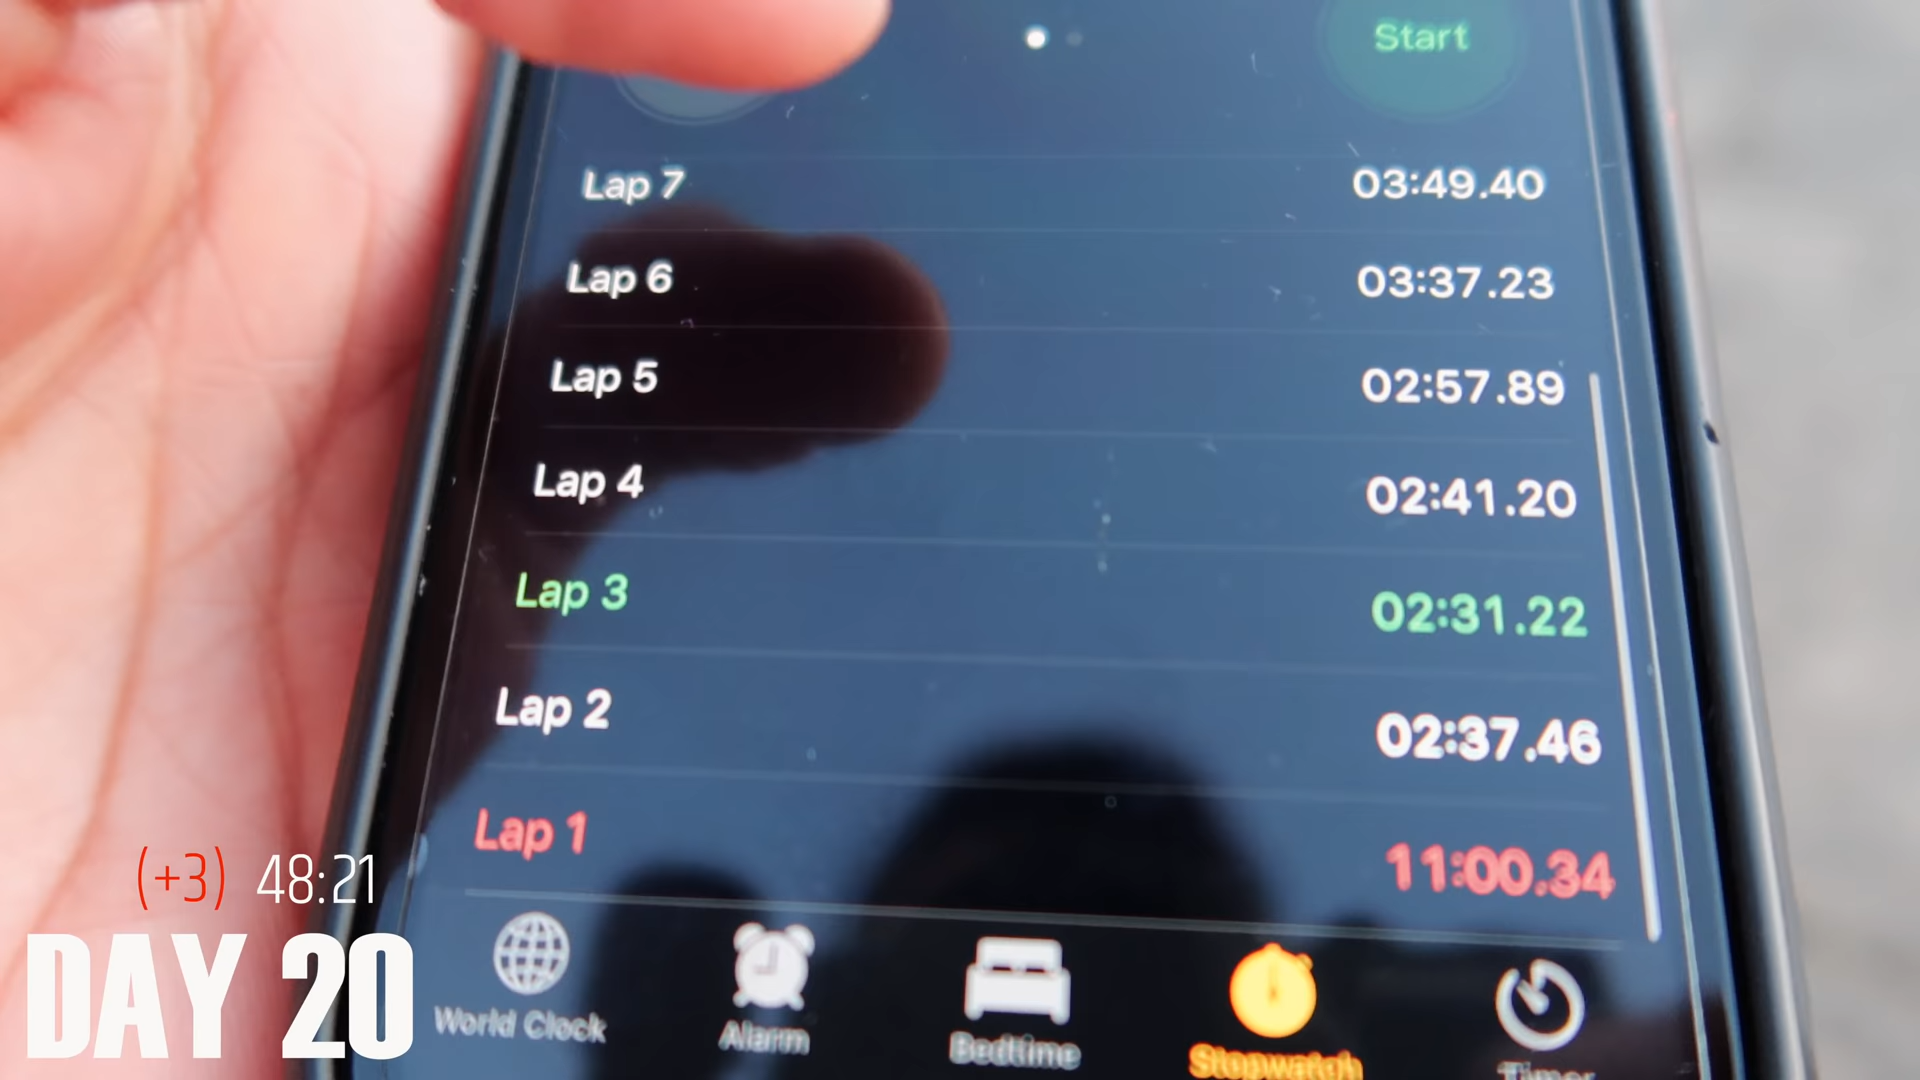 Start
Lap 7 03:49.40
Lap 6 03:37.23
Lap 5 02:57.89
Lap 4 02:41.20
Lap 3 02:31.22
Lap 2 02:37.46
Lap 1 11:00.34
(+3) 48:21
DAY 20
World Clock Alarm Bedtime Stopwatch Timer